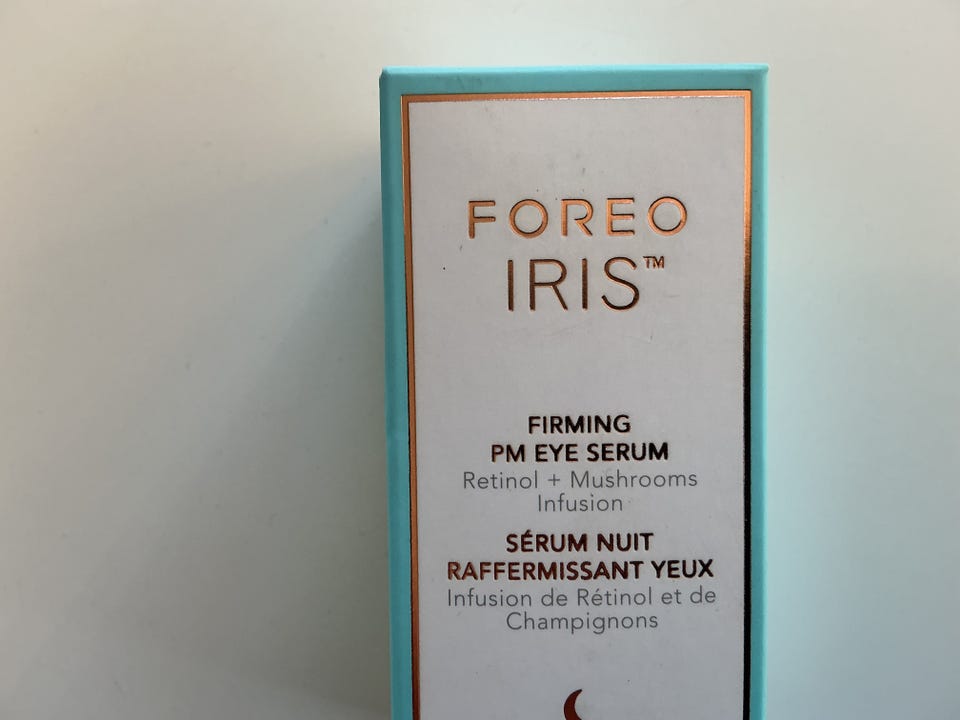 FOREO
IRIS™
FIRMING
PM EYE SERUM
Retinol + Mushrooms
Infusion
SÉRUM NUIT
RAFFERMISSANT YEUX
Infusion de Rétinol et de
Champignons